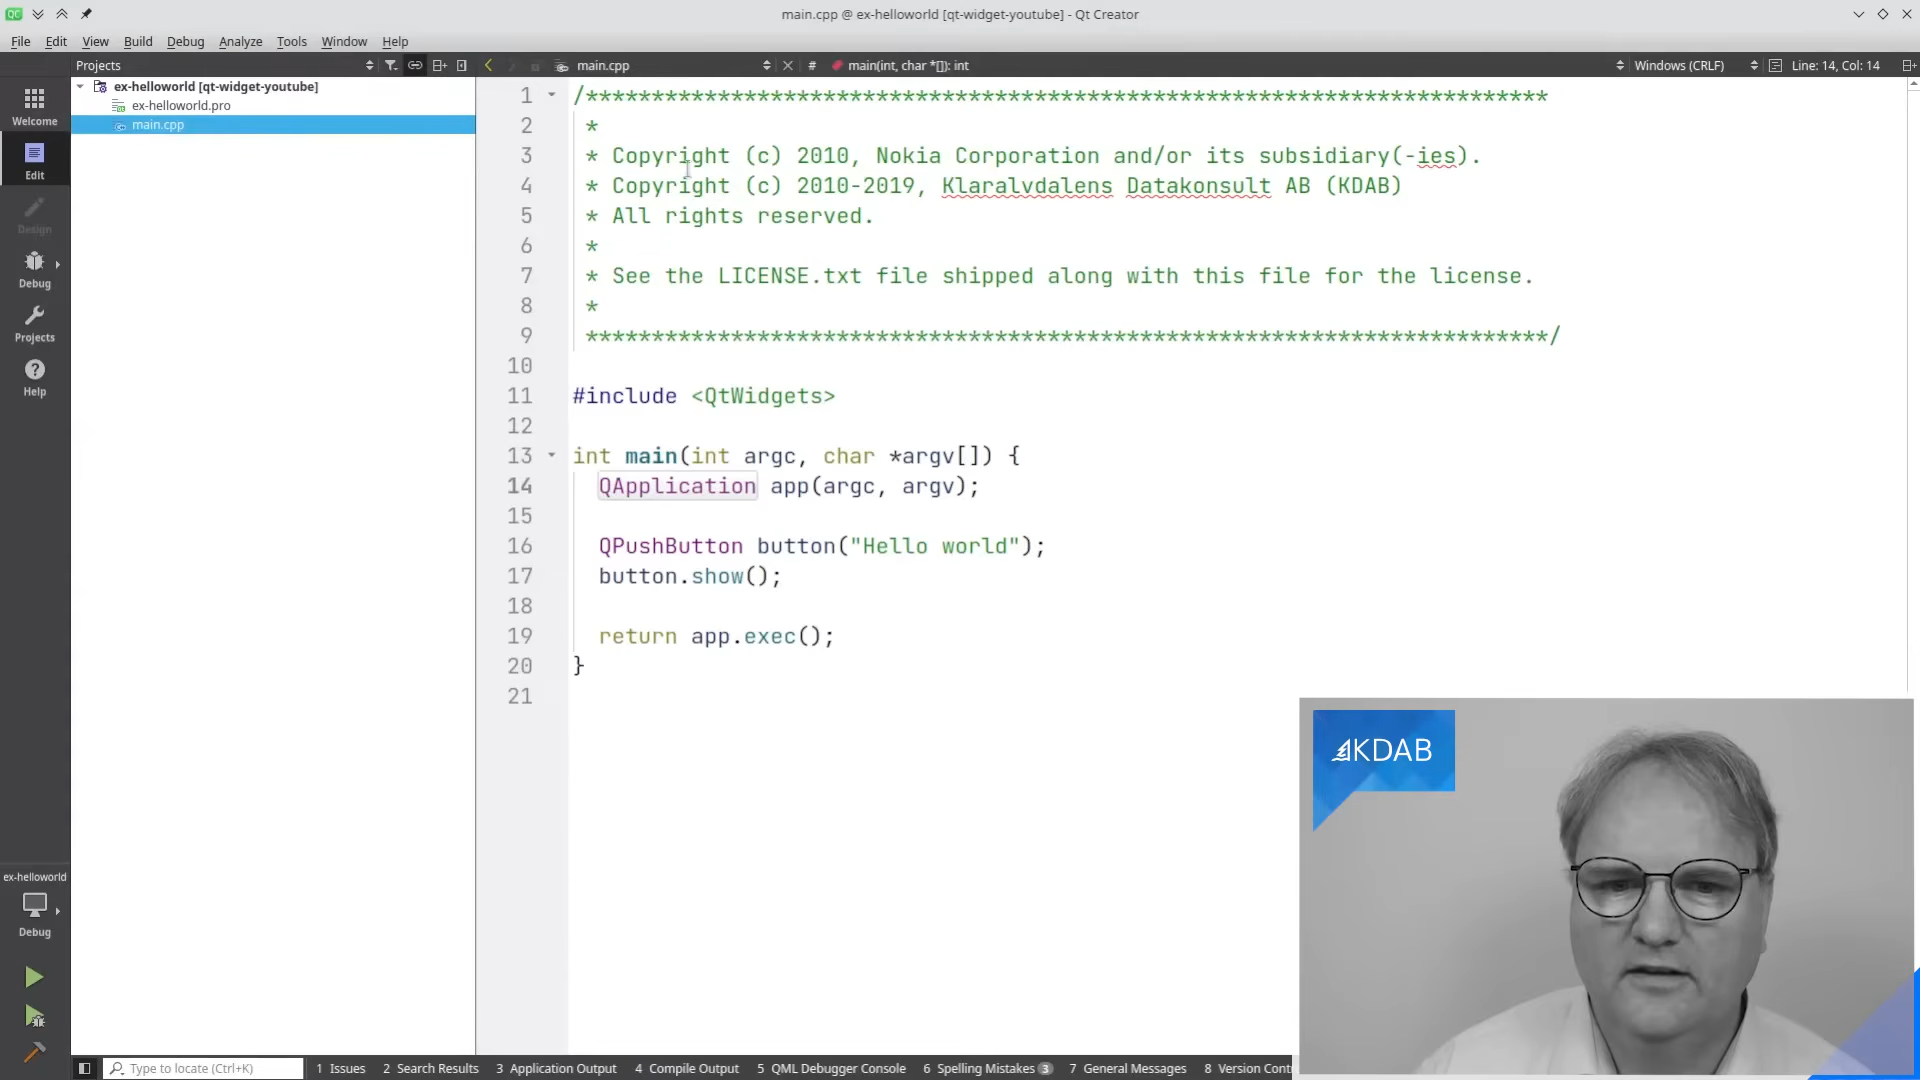 main.cpp @ ex-helloworld [qt-widget-youtube] - Qt Creator
File Edit View Build Debug Analyze Tools Window Help
Projects main.cpp # main(int, char *[]): int Windows (CRLF) Line: 14, Col: 14
ex-helloworld [qt-widget-youtube]
ex-helloworld.pro
main.cpp
Welcome
Edit
Design
Debug
Projects
Help
1 /*************************************************************************
2 *
3 * Copyright (c) 2010, Nokia Corporation and/or its subsidiary(-ies).
4 * Copyright (c) 2010-2019, Klaralvdalens Datakonsult AB (KDAB)
5 * All rights reserved.
6 *
7 * See the LICENSE.txt file shipped along with this file for the license.
8 *
9 *************************************************************************/
10
11 #include <QtWidgets>
12
13 int main(int argc, char *argv[]) {
14 QApplication app(argc, argv);
15
16 QPushButton button("Hello world");
17 button.show();
18
19 return app.exec();
20 }
21
KDAB
ex-helloworld
Debug
Type to locate (Ctrl+K) 1 Issues 2 Search Results 3 Application Output 4 Compile Output 5 QML Debugger Console 6 Spelling Mistakes 3 7 General Messages 8 Version Cont